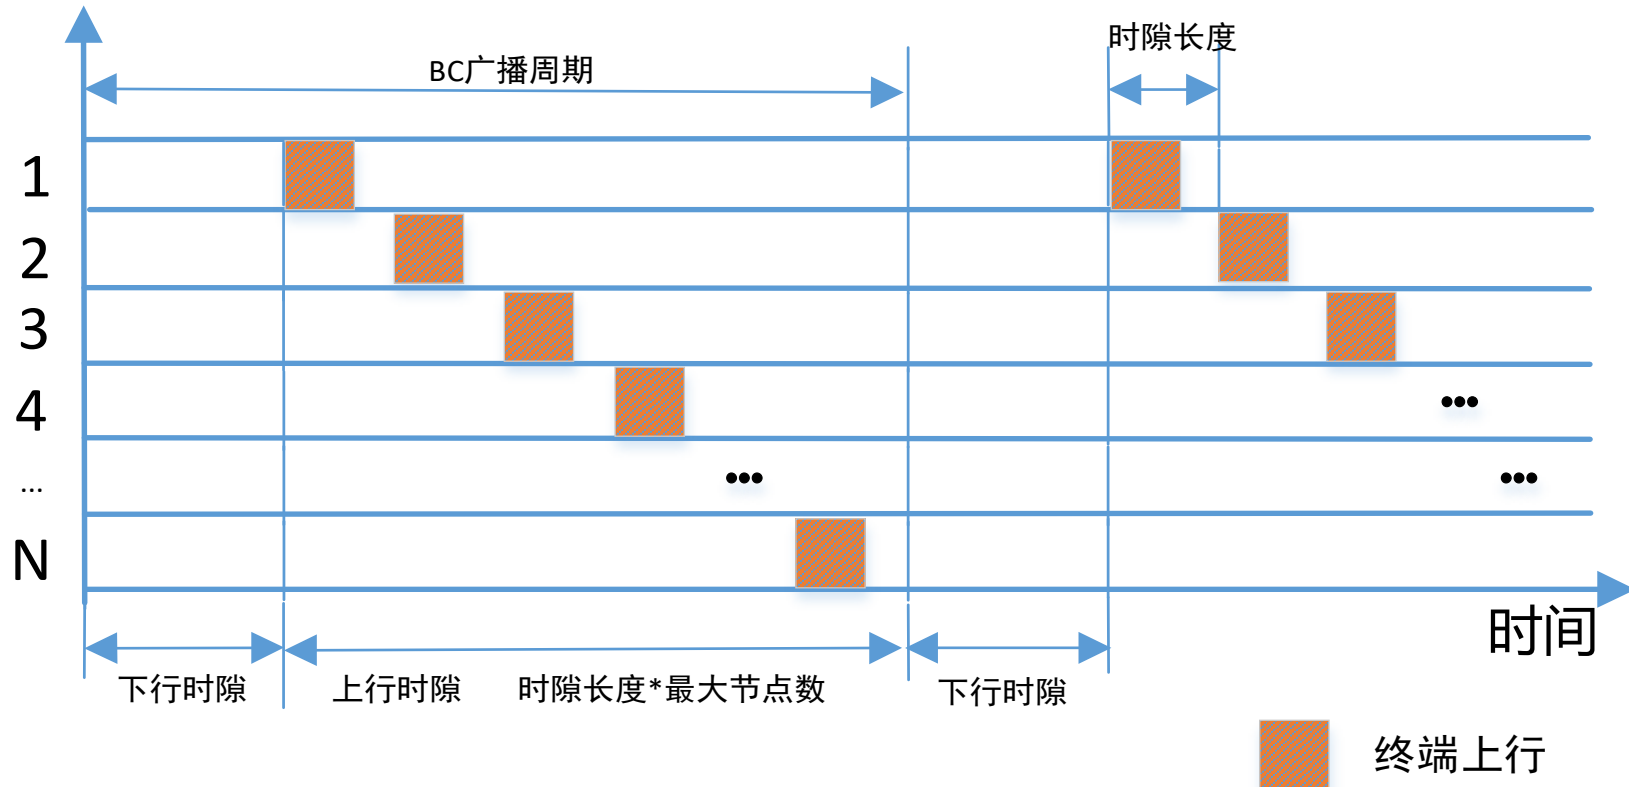 时隙长度
BC广播周期
1
2
3
4
•••
...
•••
•••
N
时间
下行时隙
上行时隙
时隙长度*最大节点数
下行时隙
终端上行